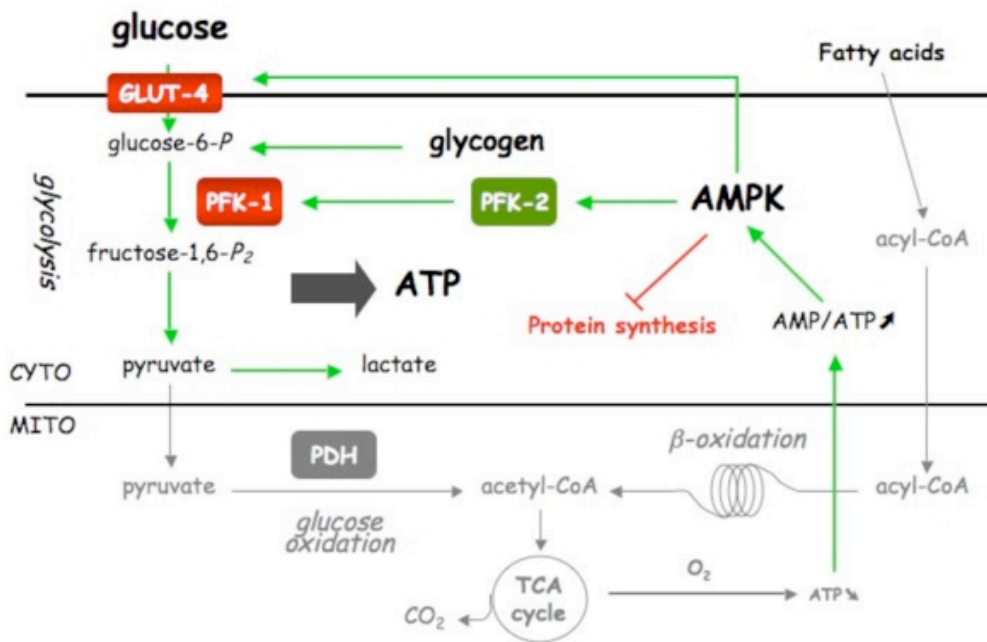 glucose
Fatty acids
GLUT-4
glucose-6-P
glycogen
glycolysis
PFK-1
PFK-2
AMPK
fructose-1,6-P₂
acyl-CoA
ATP
Protein synthesis
AMP/ATP ➚
pyruvate
lactate
CYTO
MITO
β-oxidation
PDH
pyruvate
acetyl-CoA
acyl-CoA
glucose
oxidation
O₂
TCA
cycle
ATP ➘
CO₂